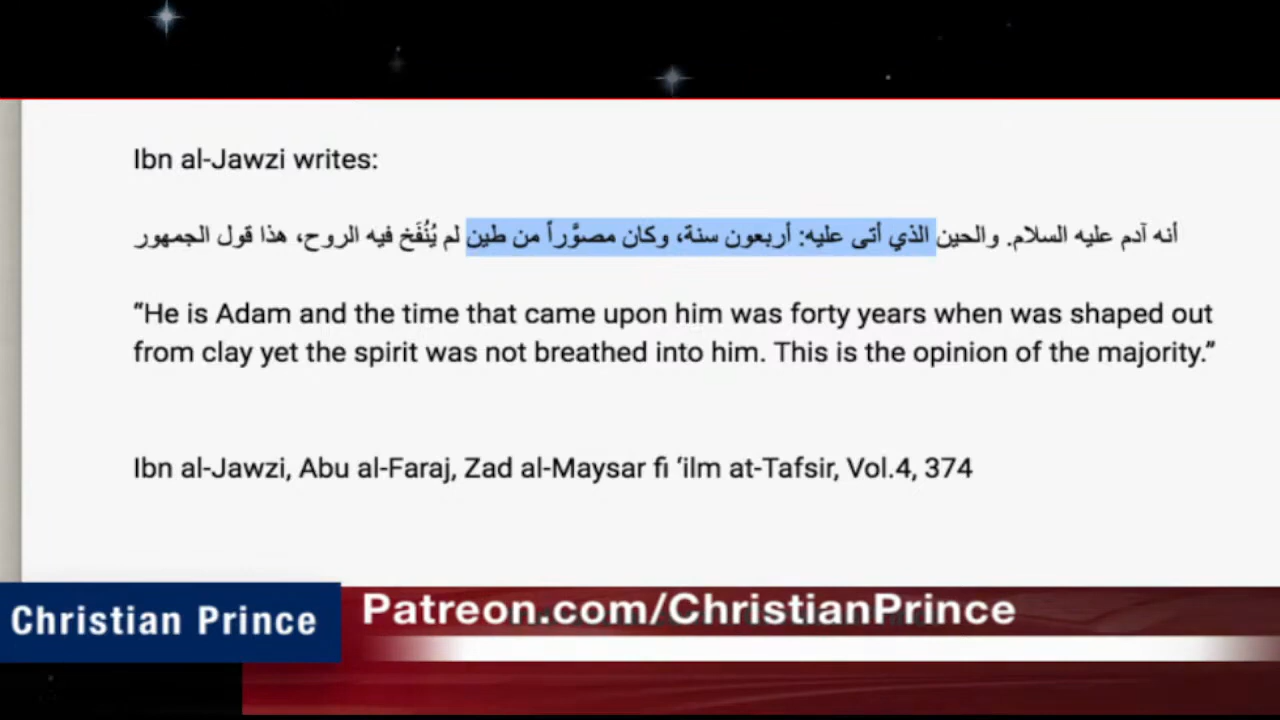 Ibn al-Jawzi writes:
أنه آدم عليه السلام. والحين الذي أتى عليه: أربعون سنة، وكان مصوَّراً من طين لم يُنُفَخ فيه الروح، هذا قول الجمهور
“He is Adam and the time that came upon him was forty years when was shaped out
from clay yet the spirit was not breathed into him. This is the opinion of the majority.”
Ibn al-Jawzi, Abu al-Faraj, Zad al-Maysar fi ‘ilm at-Tafsir, Vol.4, 374
Christian Prince
Patreon.com/ChristianPrince